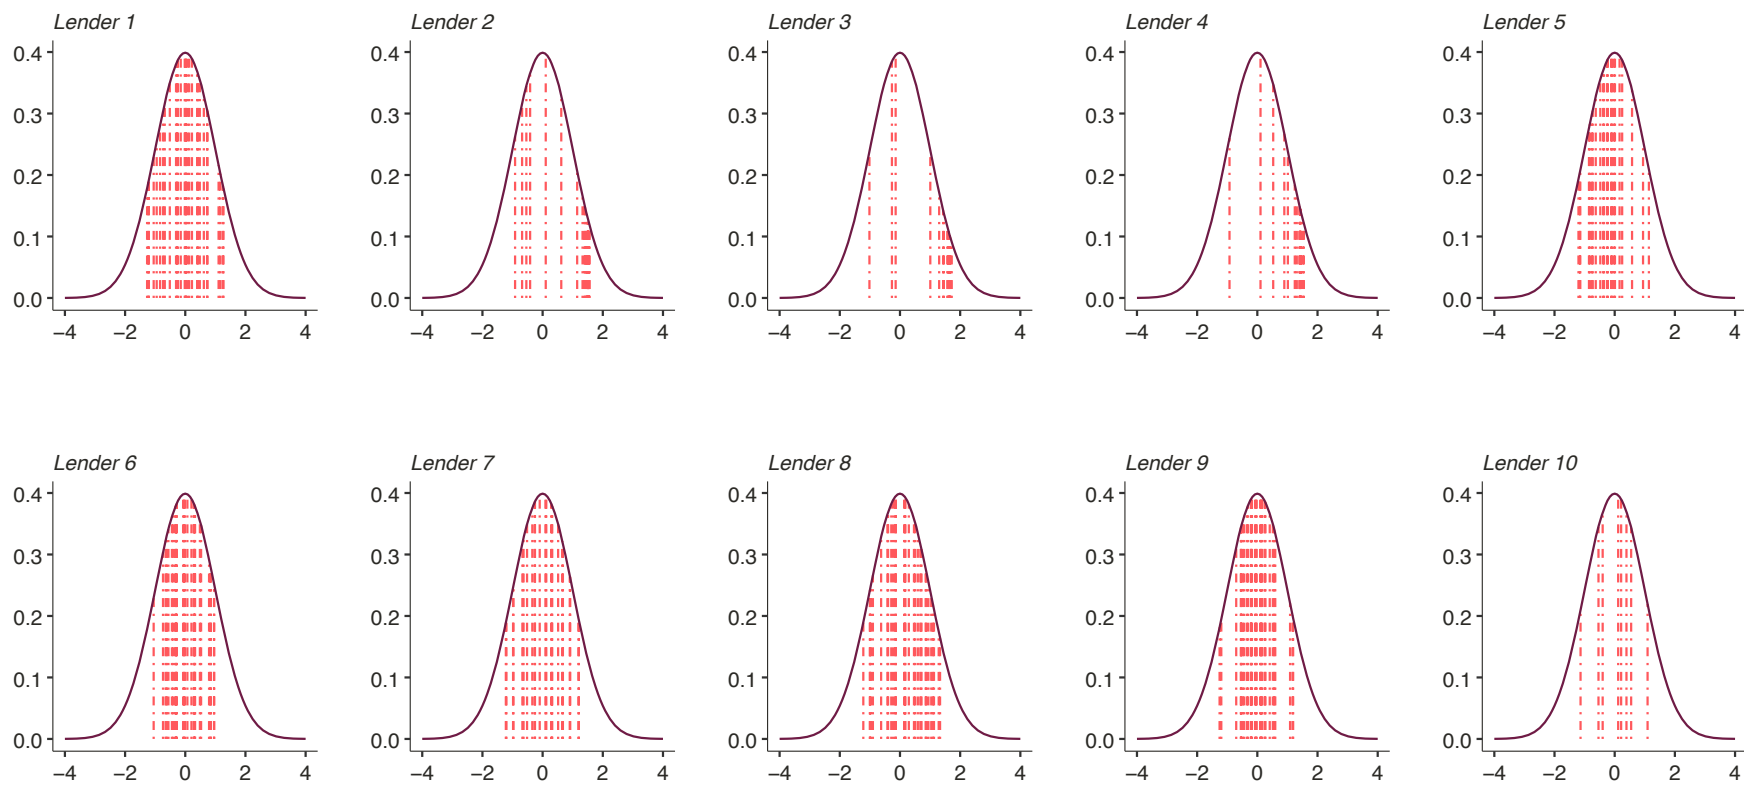 Lender 1
Lender 2
Lender 3
Lender 4
Lender 5
0.4 0.4 0.4 0.4 0.4
0.3 0.3 0.3 0.3 0.3
0.2 0.2 0.2 0.2 0.2
0.1 0.1 0.1 0.1 0.1
0.0 0.0 0.0 0.0 0.0
−4 −2 0 2 4 −4 −2 0 2 4 −4 −2 0 2 4 −4 −2 0 2 4 −4 −2 0 2 4
Lender 6
Lender 7
Lender 8
Lender 9
Lender 10
0.4 0.4 0.4 0.4 0.4
0.3 0.3 0.3 0.3 0.3
0.2 0.2 0.2 0.2 0.2
0.1 0.1 0.1 0.1 0.1
0.0 0.0 0.0 0.0 0.0
−4 −2 0 2 4 −4 −2 0 2 4 −4 −2 0 2 4 −4 −2 0 2 4 −4 −2 0 2 4